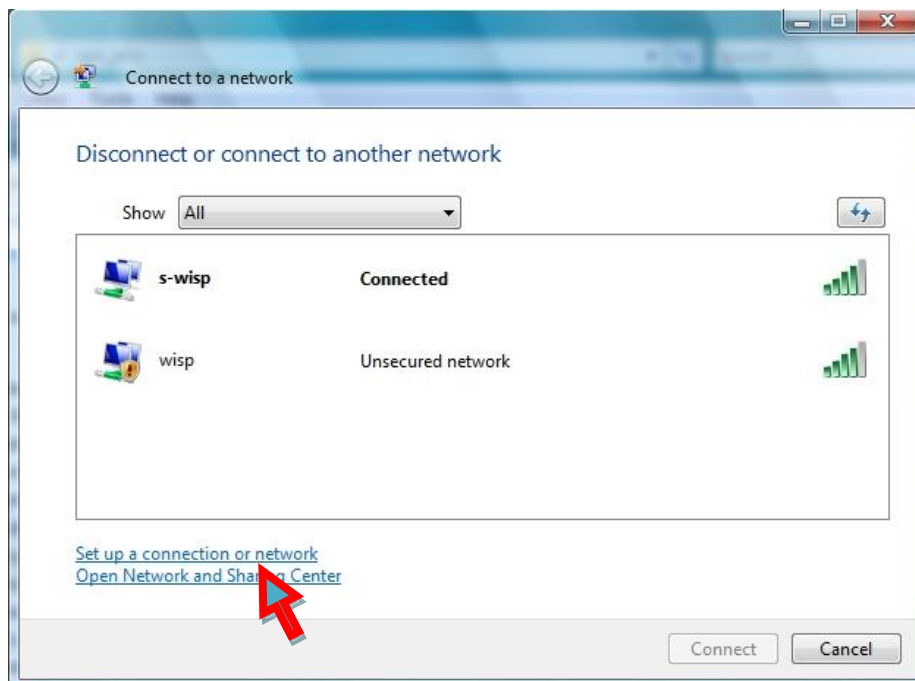 Connect to a network
Disconnect or connect to another network
Show All
s-wisp Connected
wisp Unsecured network
Set up a connection or network
Open Network and Sharing Center
Connect Cancel